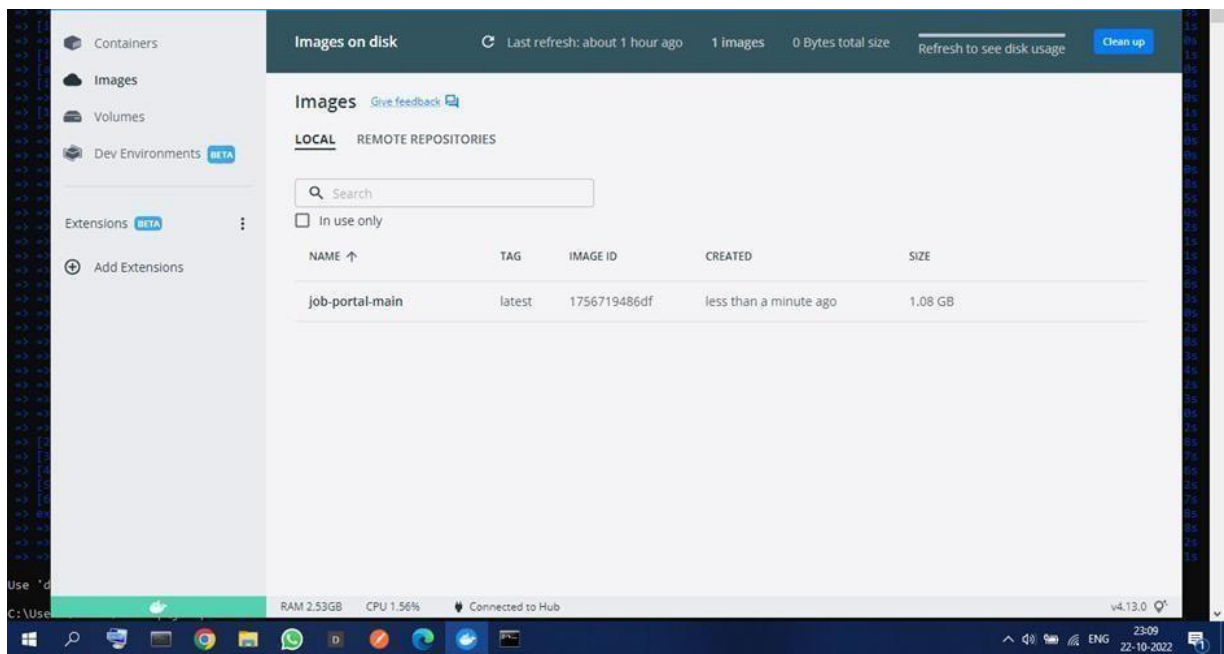 Containers
Images
Volumes
Dev Environments BETA
Extensions BETA
Add Extensions
Images on disk Last refresh: about 1 hour ago 1 images 0 Bytes total size Refresh to see disk usage Clean up
Images Give feedback
LOCAL REMOTE REPOSITORIES
Search
In use only
NAME TAG IMAGE ID CREATED SIZE
job-portal-main latest 1756719486df less than a minute ago 1.08 GB
Use 'd
C:\Use
RAM 2.53GB CPU 1.56% Connected to Hub v4.13.0
ENG 23:09
22-10-2022